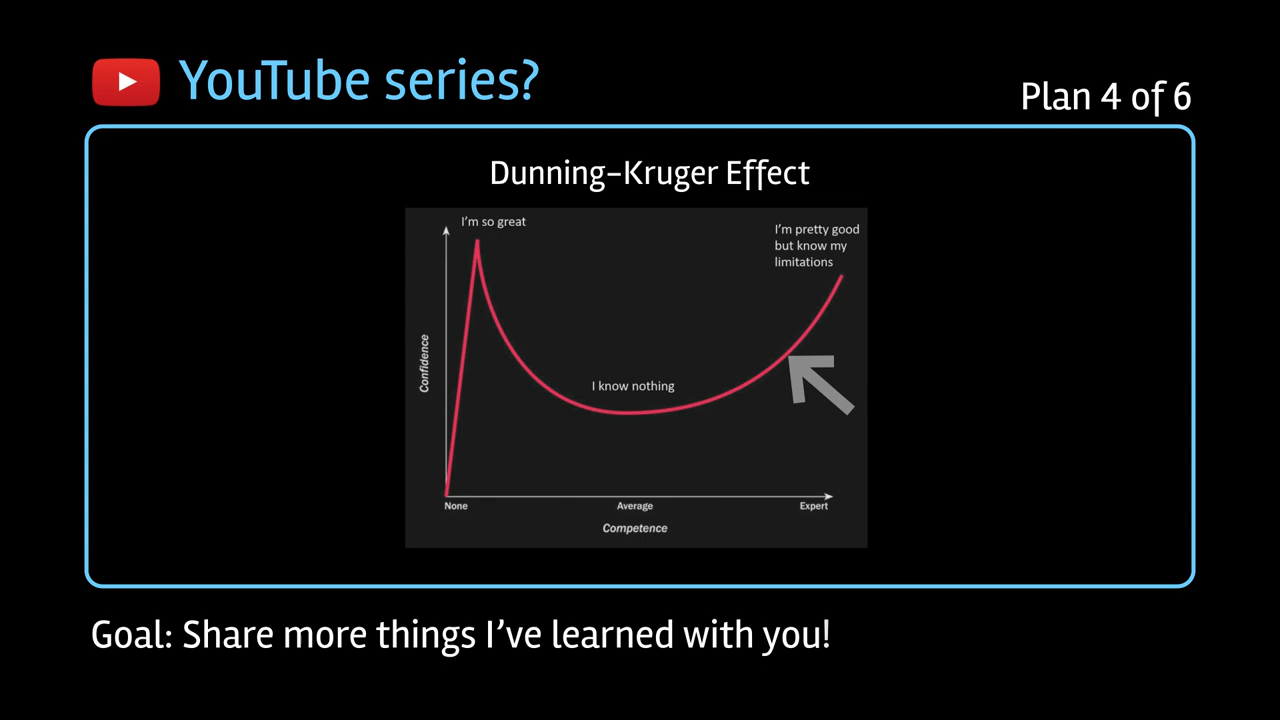 YouTube series?
Plan 4 of 6
Dunning–Kruger Effect
I'm so great
I'm pretty good
but know my
limitations
Confidence
I know nothing
None
Average
Expert
Competence
Goal: Share more things I've learned with you!